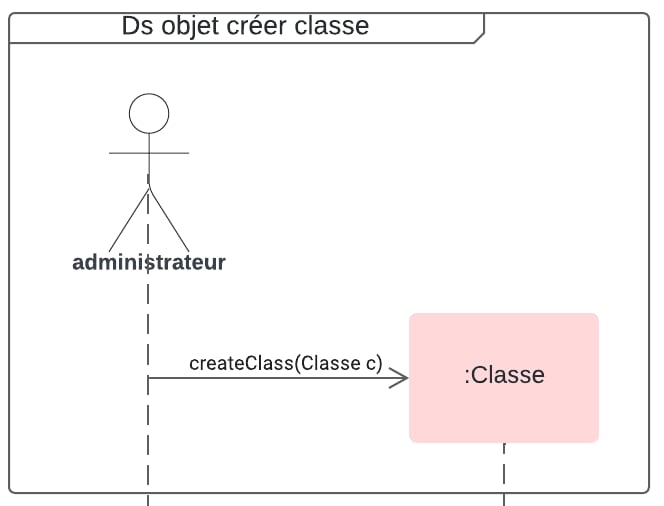 Ds objet créer classe
administrateur
createClass(Classe c)
:Classe